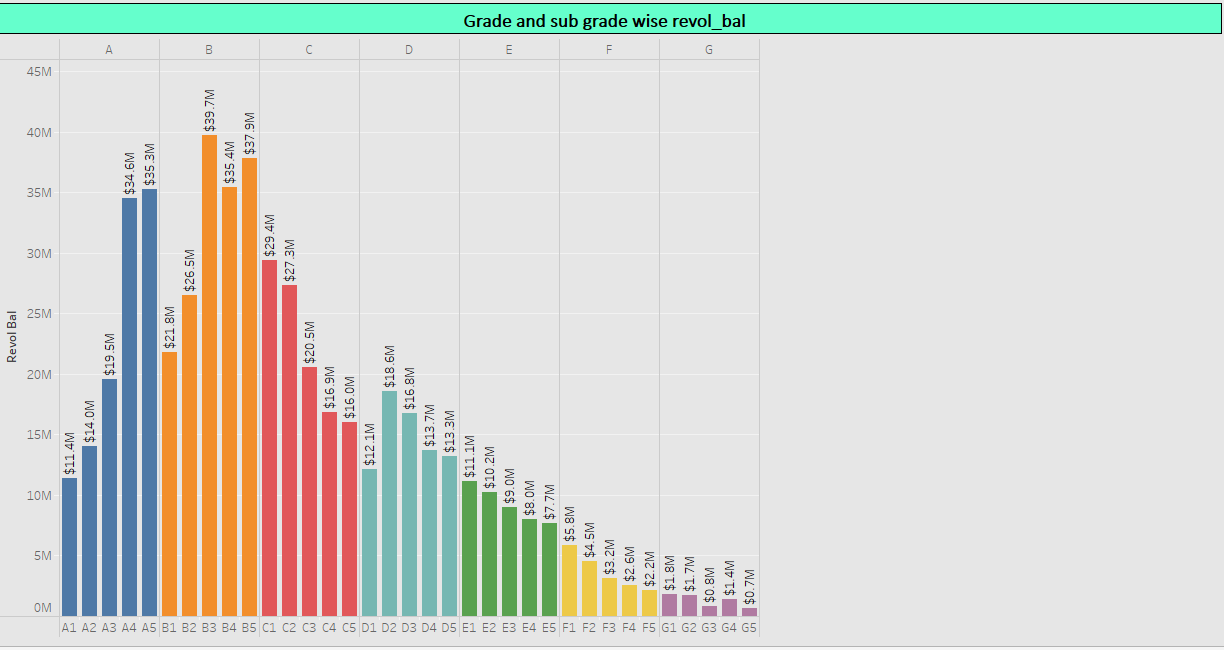 Grade and sub grade wise revol_bal
A B C D E F G
45M
40M
35M
30M
25M
20M
15M
10M
5M
0M
Revol Bal
$11.4M $14.0M $19.5M $34.6M $35.3M $21.8M $26.5M $39.7M $35.4M $37.9M $29.4M $27.3M $20.5M $16.9M $16.0M $12.1M $18.6M $16.8M $13.7M $13.3M $11.1M $10.2M $9.0M $8.0M $7.7M $5.8M $4.5M $3.2M $2.6M $2.2M $1.8M $1.7M $0.8M $1.4M $0.7M
A1 A2 A3 A4 A5 B1 B2 B3 B4 B5 C1 C2 C3 C4 C5 D1 D2 D3 D4 D5 E1 E2 E3 E4 E5 F1 F2 F3 F4 F5 G1 G2 G3 G4 G5